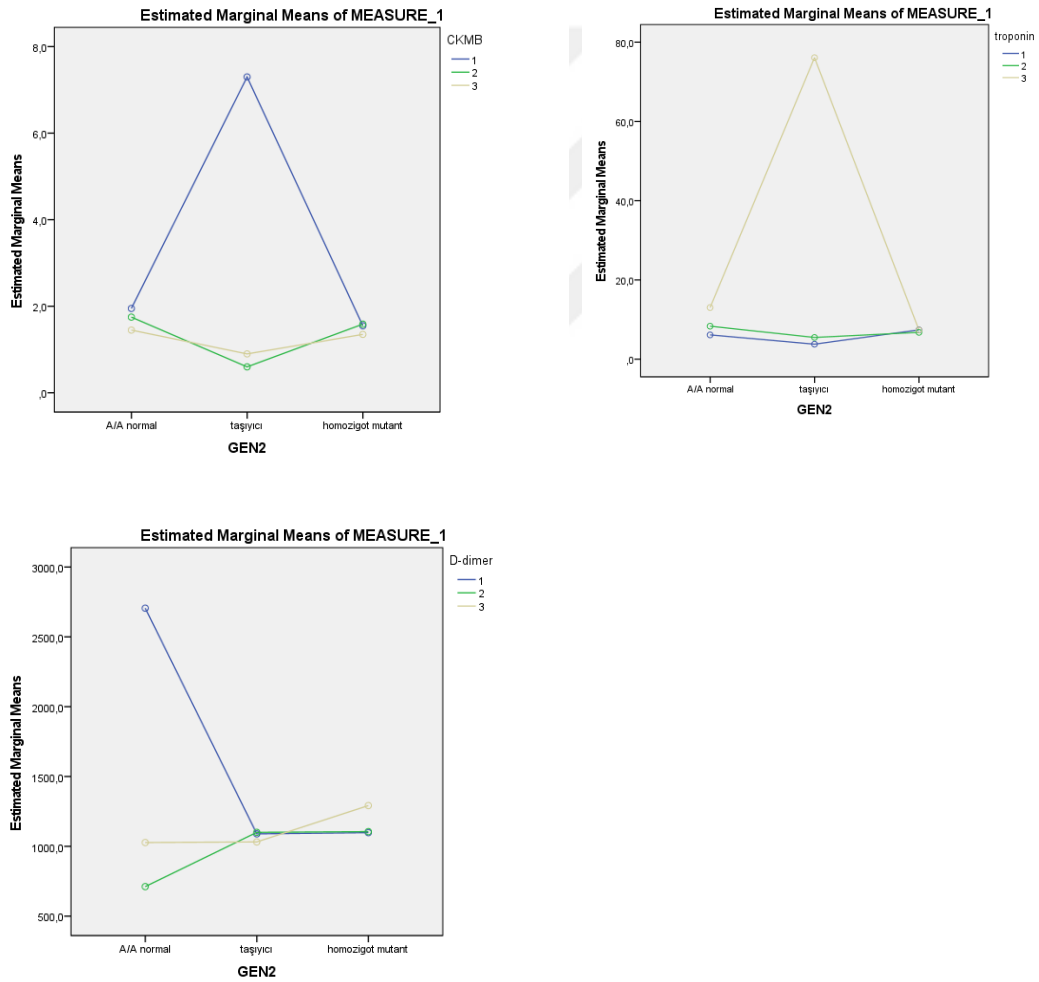 Estimated Marginal Means of MEASURE_1
CKMB
1
2
3
Estimated Marginal Means
8,0
6,0
4,0
2,0
,0
A/A normal
taşıyıcı
homozigot mutant
GEN2
Estimated Marginal Means of MEASURE_1
troponin
1
2
3
Estimated Marginal Means
80,0
60,0
40,0
20,0
,0
A/A normal
taşıyıcı
homozigot mutant
GEN2
Estimated Marginal Means of MEASURE_1
D-dimer
1
2
3
Estimated Marginal Means
3000,0
2500,0
2000,0
1500,0
1000,0
500,0
A/A normal
taşıyıcı
homozigot mutant
GEN2